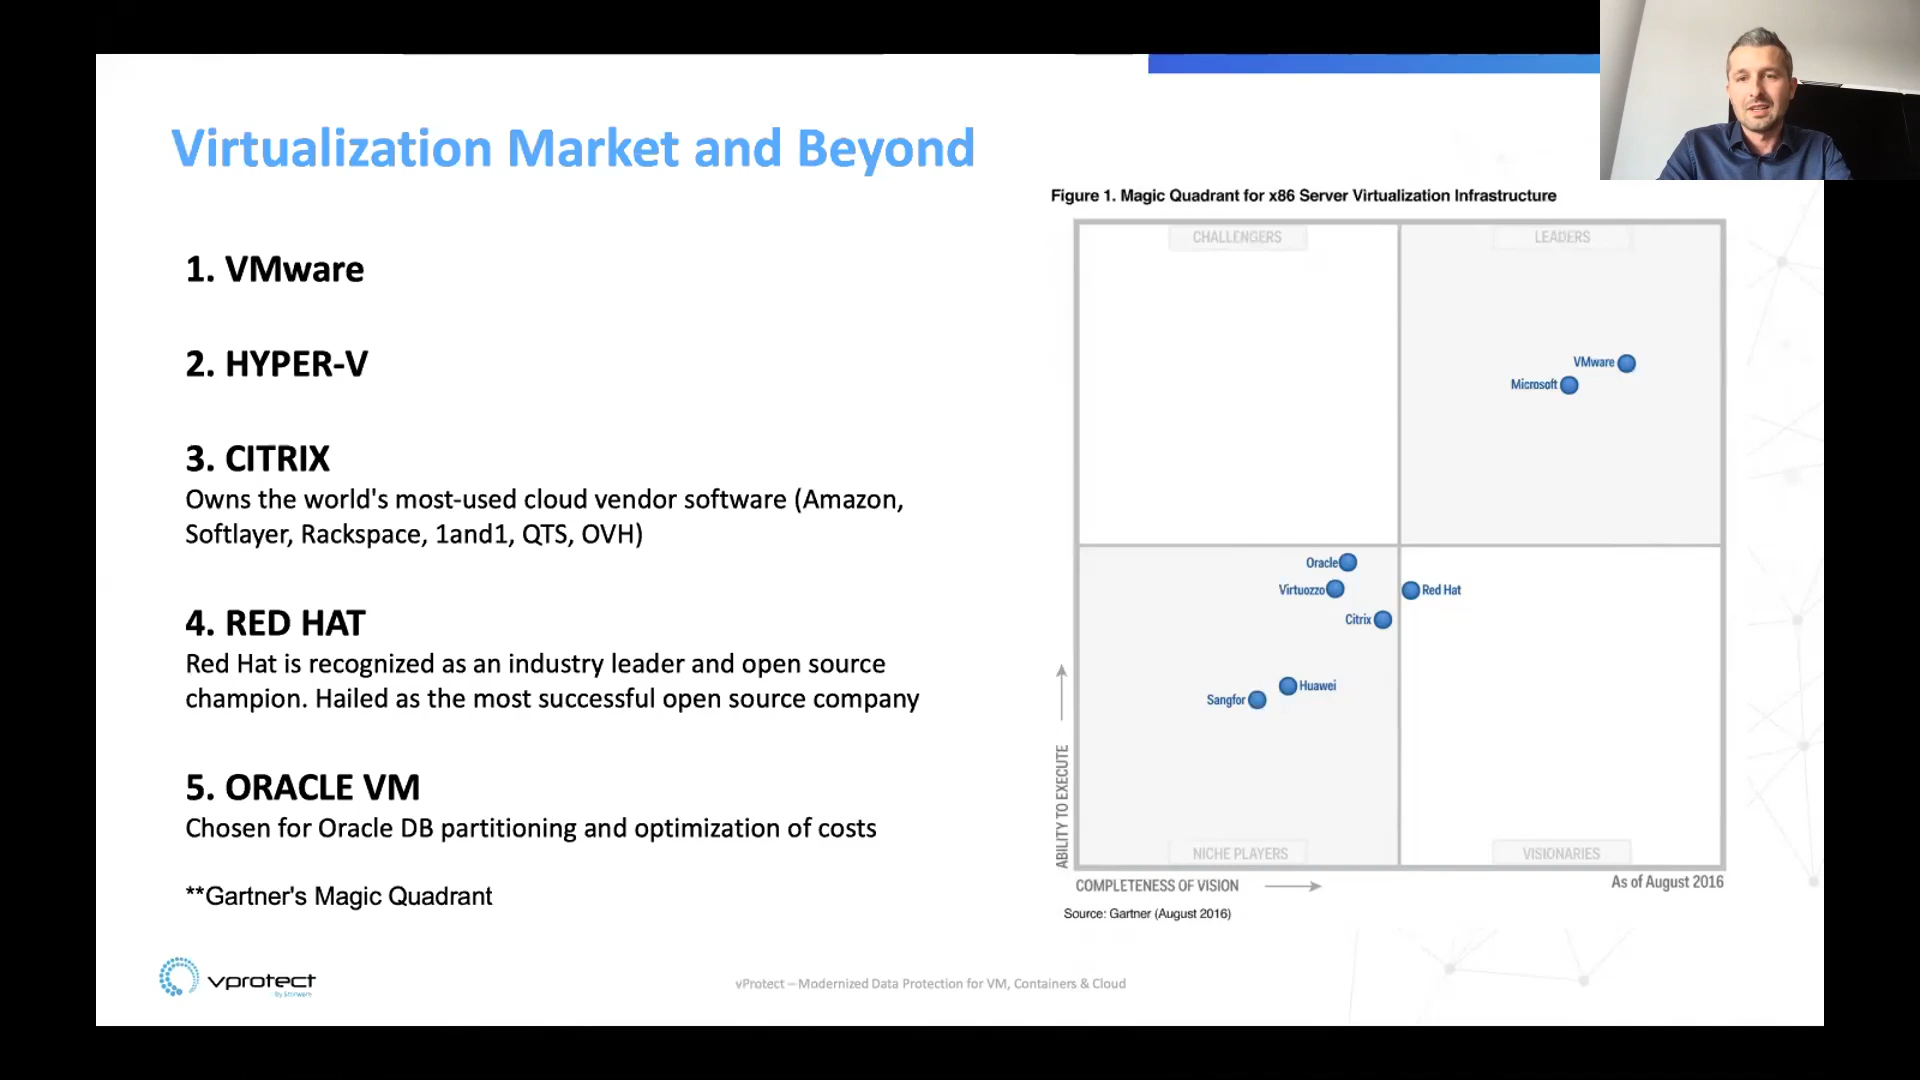 Virtualization Market and Beyond
1. VMware
2. HYPER-V
3. CITRIX
Owns the world's most-used cloud vendor software (Amazon,
Softlayer, Rackspace, 1and1, QTS, OVH)
4. RED HAT
Red Hat is recognized as an industry leader and open source
champion. Hailed as the most successful open source company
5. ORACLE VM
Chosen for Oracle DB partitioning and optimization of costs
**Gartner's Magic Quadrant
Figure 1. Magic Quadrant for x86 Server Virtualization Infrastructure
CHALLENGERS
LEADERS
VMware
Microsoft
Oracle
Virtuozzo
Red Hat
Citrix
Huawei
Sangfor
NICHE PLAYERS
VISIONARIES
ABILITY TO EXECUTE
COMPLETENESS OF VISION
As of August 2016
Source: Gartner (August 2016)
vprotect
by Storware
vProtect – Modernized Data Protection for VM, Containers & Cloud